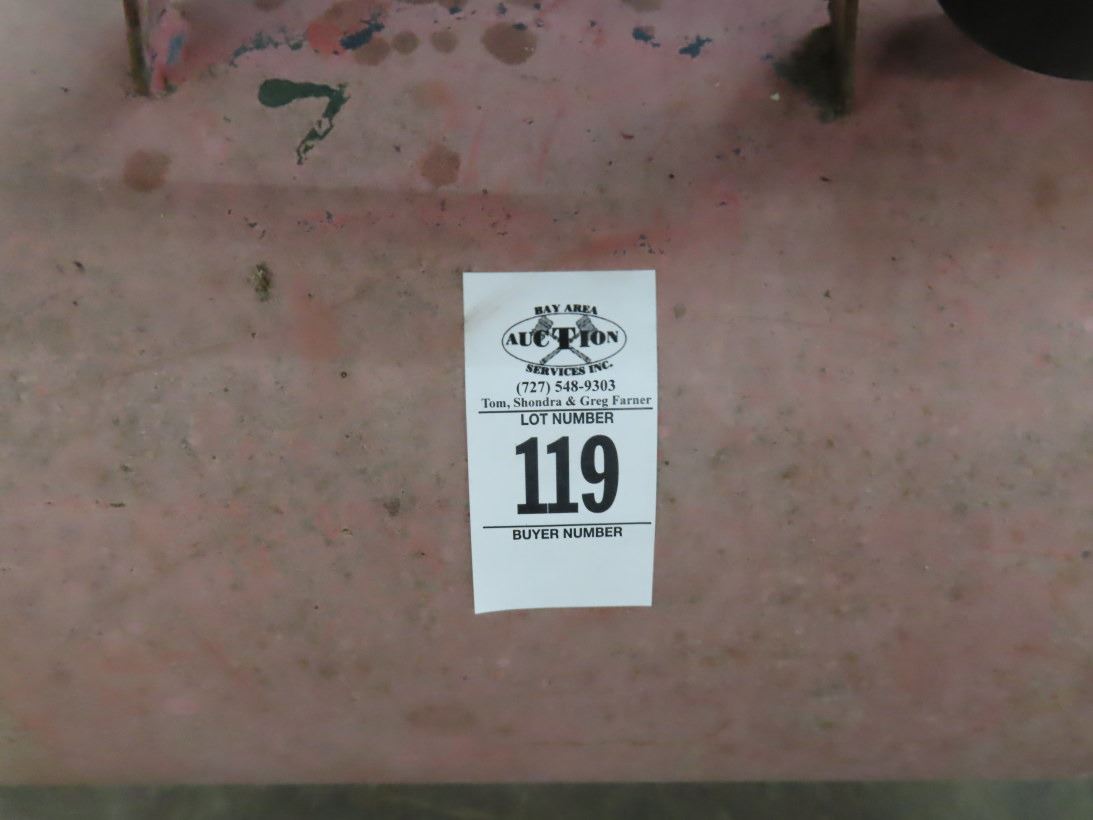 BAY AREA
AUCTION
SERVICES INC.
(727) 548-9303
Tom, Shondra & Greg Farner
LOT NUMBER
119
BUYER NUMBER